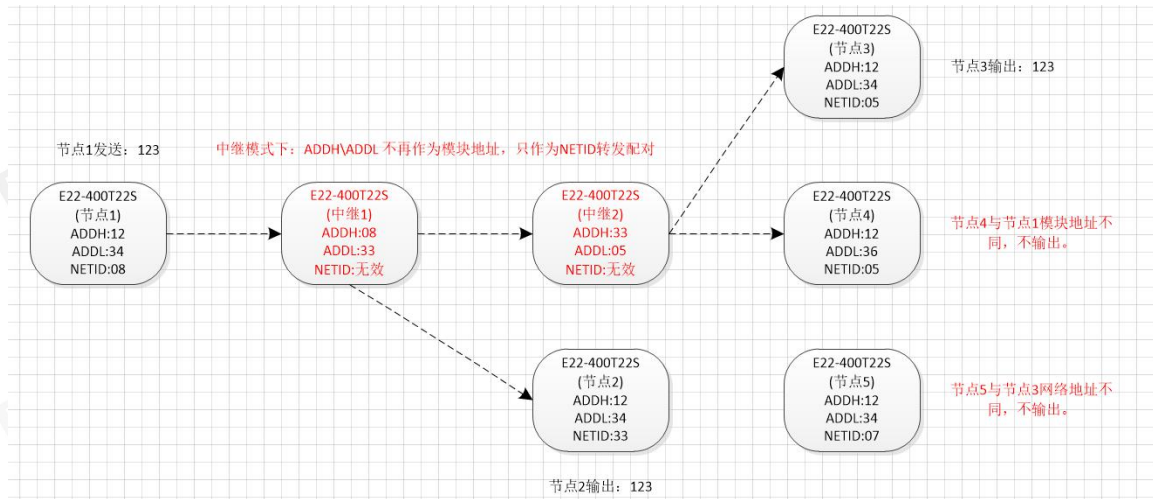 E22-400T22S
(节点3)
ADDH:12
ADDL:34
NETID:05
节点3输出：123
节点1发送：123
中继模式下：ADDH\ADDL 不再作为模块地址，只作为NETID转发配对
E22-400T22S
(节点1)
ADDH:12
ADDL:34
NETID:08
E22-400T22S
(中继1)
ADDH:08
ADDL:33
NETID:无效
E22-400T22S
(中继2)
ADDH:33
ADDL:05
NETID:无效
E22-400T22S
(节点4)
ADDH:12
ADDL:36
NETID:05
节点4与节点1模块地址不
同，不输出。
E22-400T22S
(节点2)
ADDH:12
ADDL:34
NETID:33
E22-400T22S
(节点5)
ADDH:12
ADDL:34
NETID:07
节点5与节点3网络地址不
同，不输出。
节点2输出：123